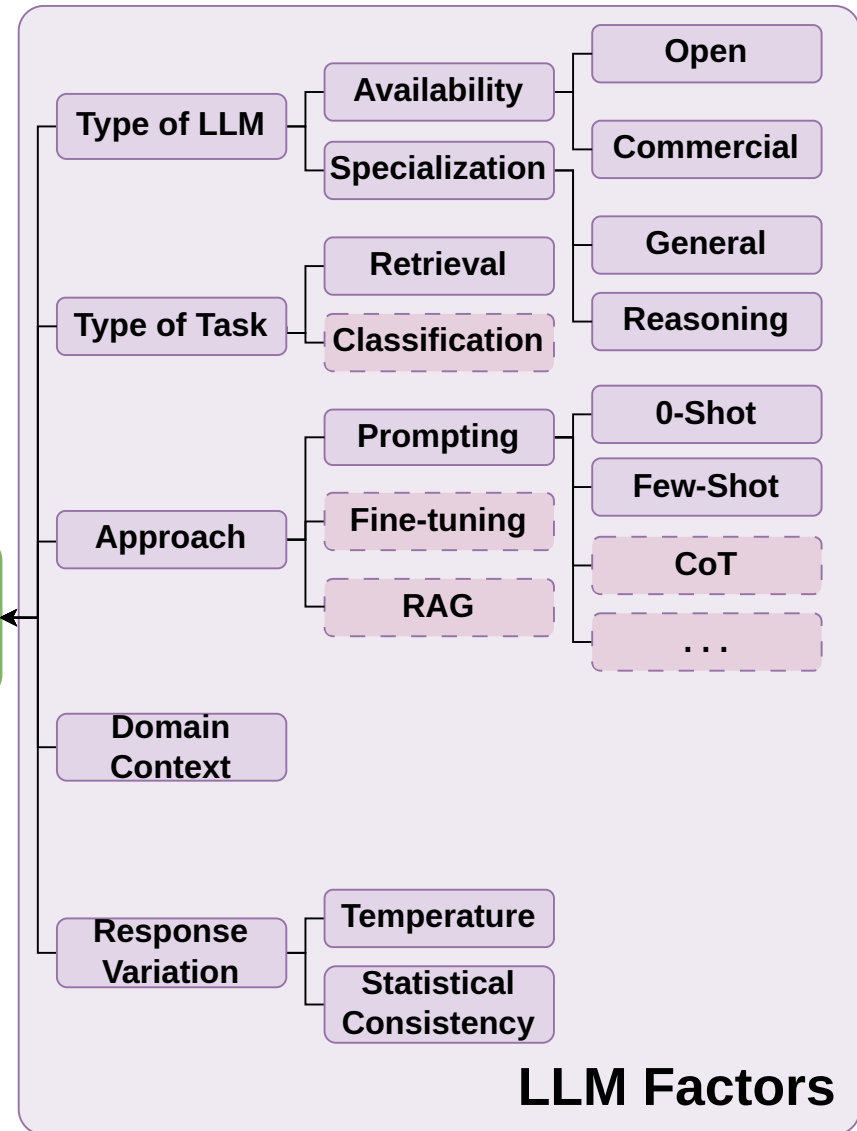 Type of LLM
Availability
Open
Commercial
Specialization
General
Reasoning
Type of Task
Retrieval
Classification
Approach
Prompting
0-Shot
Few-Shot
CoT
...
Fine-tuning
RAG
Domain
Context
Response
Variation
Temperature
Statistical
Consistency
LLM Factors